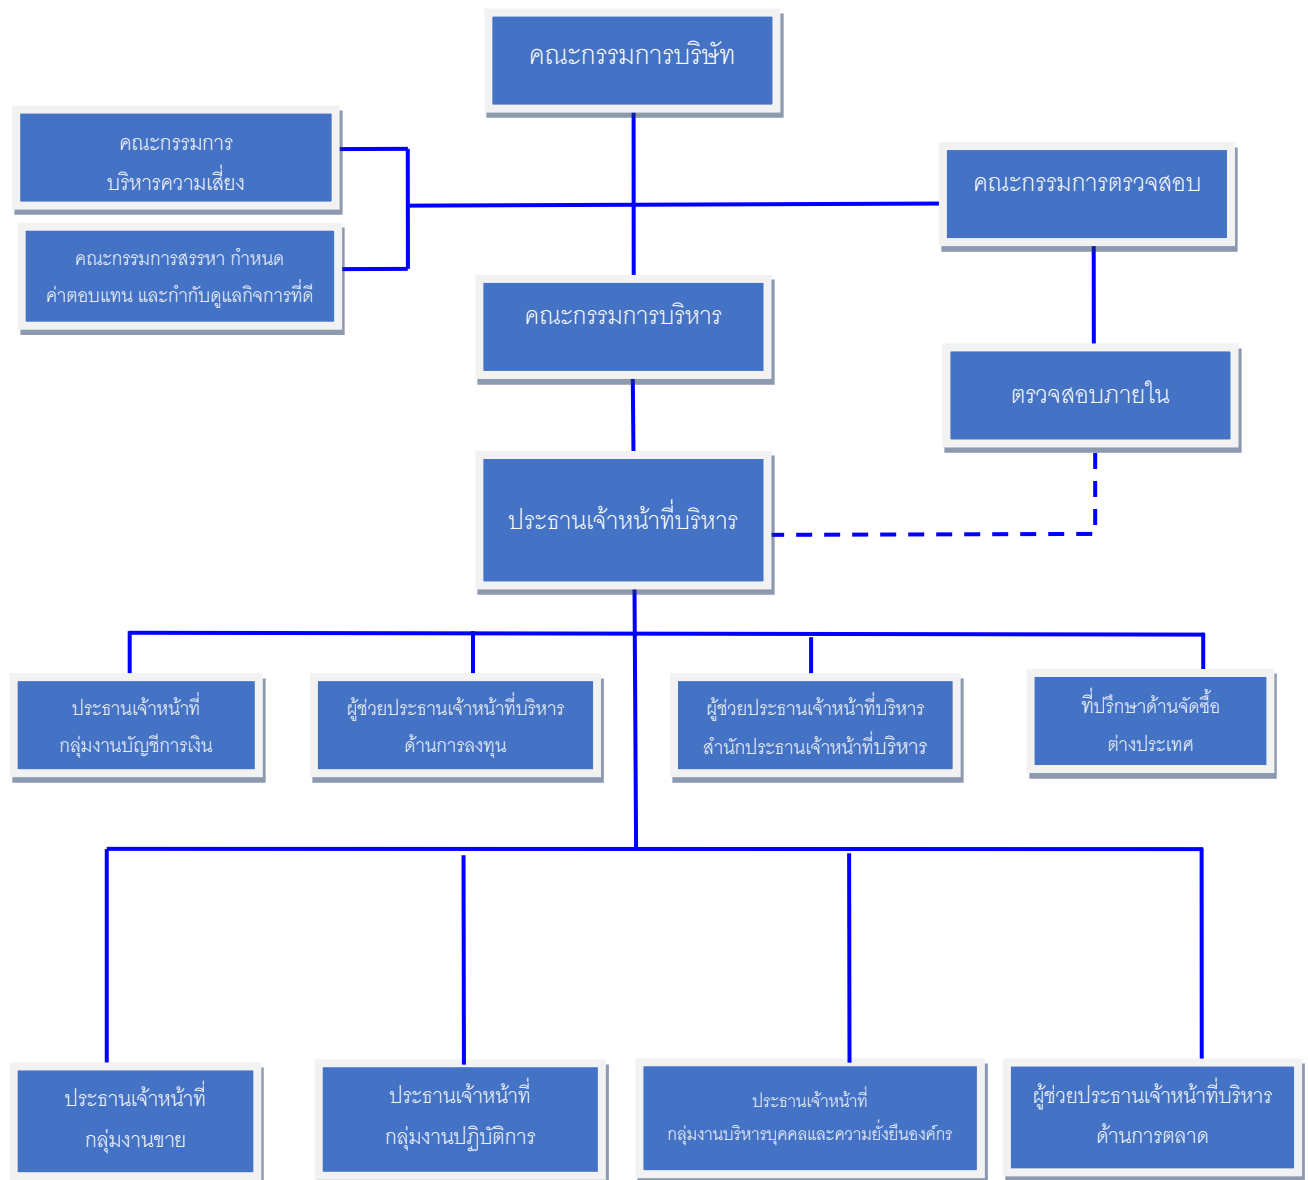 คณะกรรมการบริษัท
คณะกรรมการ
บริหารความเสี่ยง
คณะกรรมการตรวจสอบ
คณะกรรมการสรรหา กำหนด
ค่าตอบแทน และกำกับดูแลกิจการที่ดี
คณะกรรมการบริหาร
ตรวจสอบภายใน
ประธานเจ้าหน้าที่บริหาร
ประธานเจ้าหน้าที่
กลุ่มงานบัญชีการเงิน
ผู้ช่วยประธานเจ้าหน้าที่บริหาร
ด้านการลงทุน
ผู้ช่วยประธานเจ้าหน้าที่บริหาร
สำนักประธานเจ้าหน้าที่บริหาร
ที่ปรึกษาด้านจัดซื้อ
ต่างประเทศ
ประธานเจ้าหน้าที่
กลุ่มงานขาย
ประธานเจ้าหน้าที่
กลุ่มงานปฏิบัติการ
ประธานเจ้าหน้าที่
กลุ่มงานบริหารบุคคลและความยั่งยืนองค์กร
ผู้ช่วยประธานเจ้าหน้าที่บริหาร
ด้านการตลาด